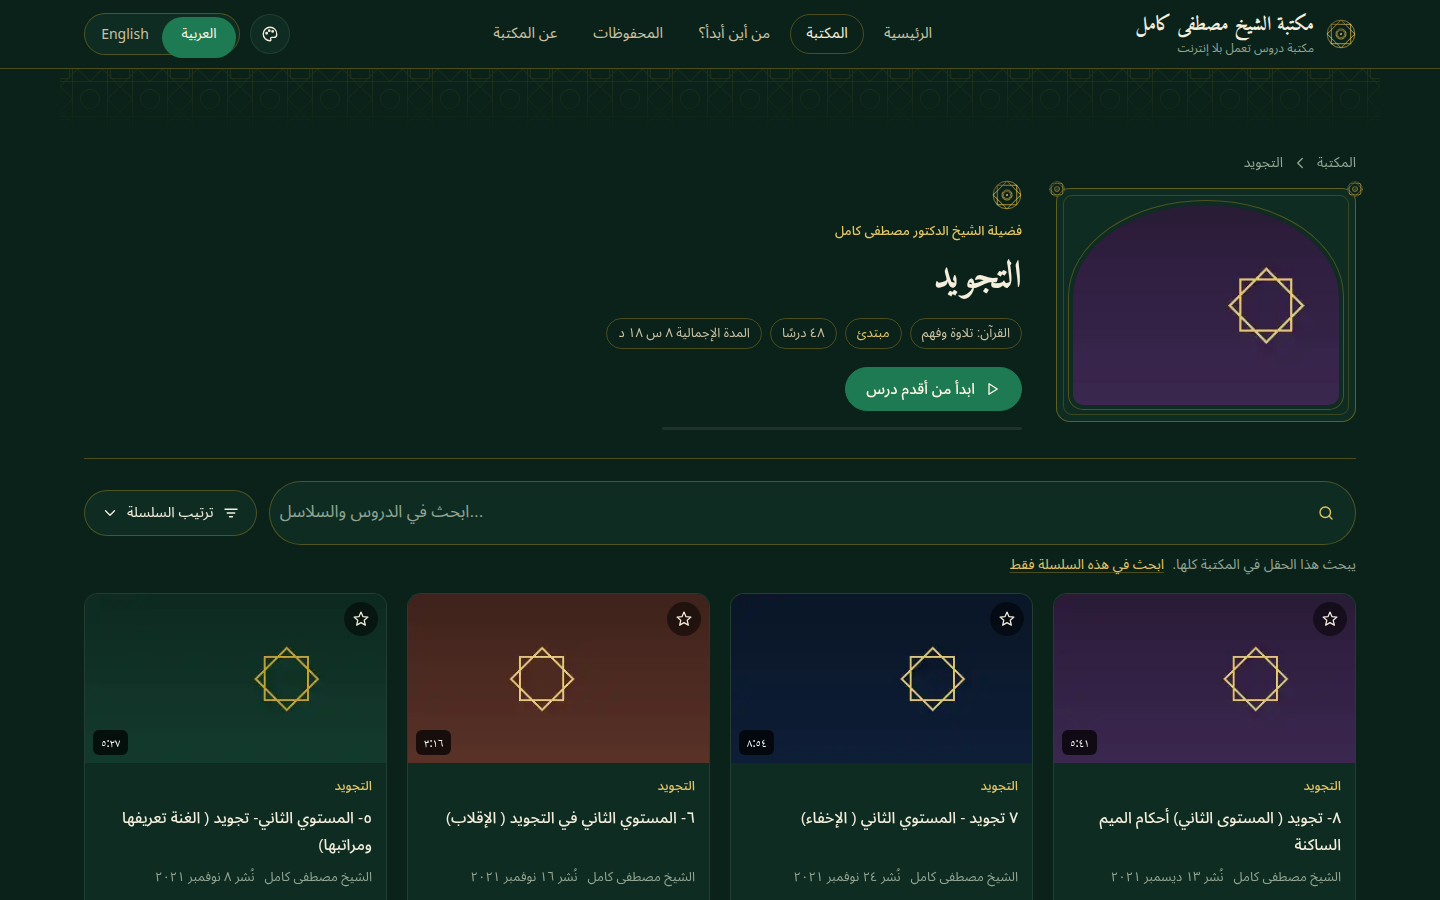 مكتبة الشيخ مصطفى كامل
مكتبة دروس تعمل بلا إنترنت
الرئيسية
المكتبة
من أين أبدأ؟
المحفوظات
عن المكتبة
العربية
English
المكتبة
التجويد
فضيلة الشيخ الدكتور مصطفى كامل
التجويد
القرآن: تلاوة وفهم
مبتدئ
٤٨ درسًا
المدة الإجمالية ٨ س ١٨ د
ابدأ من أقدم درس
ابحث في الدروس والسلاسل...
ترتيب السلسلة
يبحث هذا الحقل في المكتبة كلها. ابحث في هذه السلسلة فقط
٥:٤١
التجويد
٨- تجويد ( المستوى الثاني) أحكام الميم
الساكنة
الشيخ مصطفى كامل نُشر ١٣ ديسمبر ٢٠٢١
٨:٥٤
التجويد
٧ تجويد - المستوي الثاني ( الإخفاء)
الشيخ مصطفى كامل نُشر ٢٤ نوفمبر ٢٠٢١
٣:١٦
التجويد
٦- المستوي الثاني في التجويد ( الإقلاب)
الشيخ مصطفى كامل نُشر ١٦ نوفمبر ٢٠٢١
٥:٢٧
التجويد
٥- المستوي الثاني- تجويد ( الغنة تعريفها
ومراتبها)
الشيخ مصطفى كامل نُشر ٨ نوفمبر ٢٠٢١